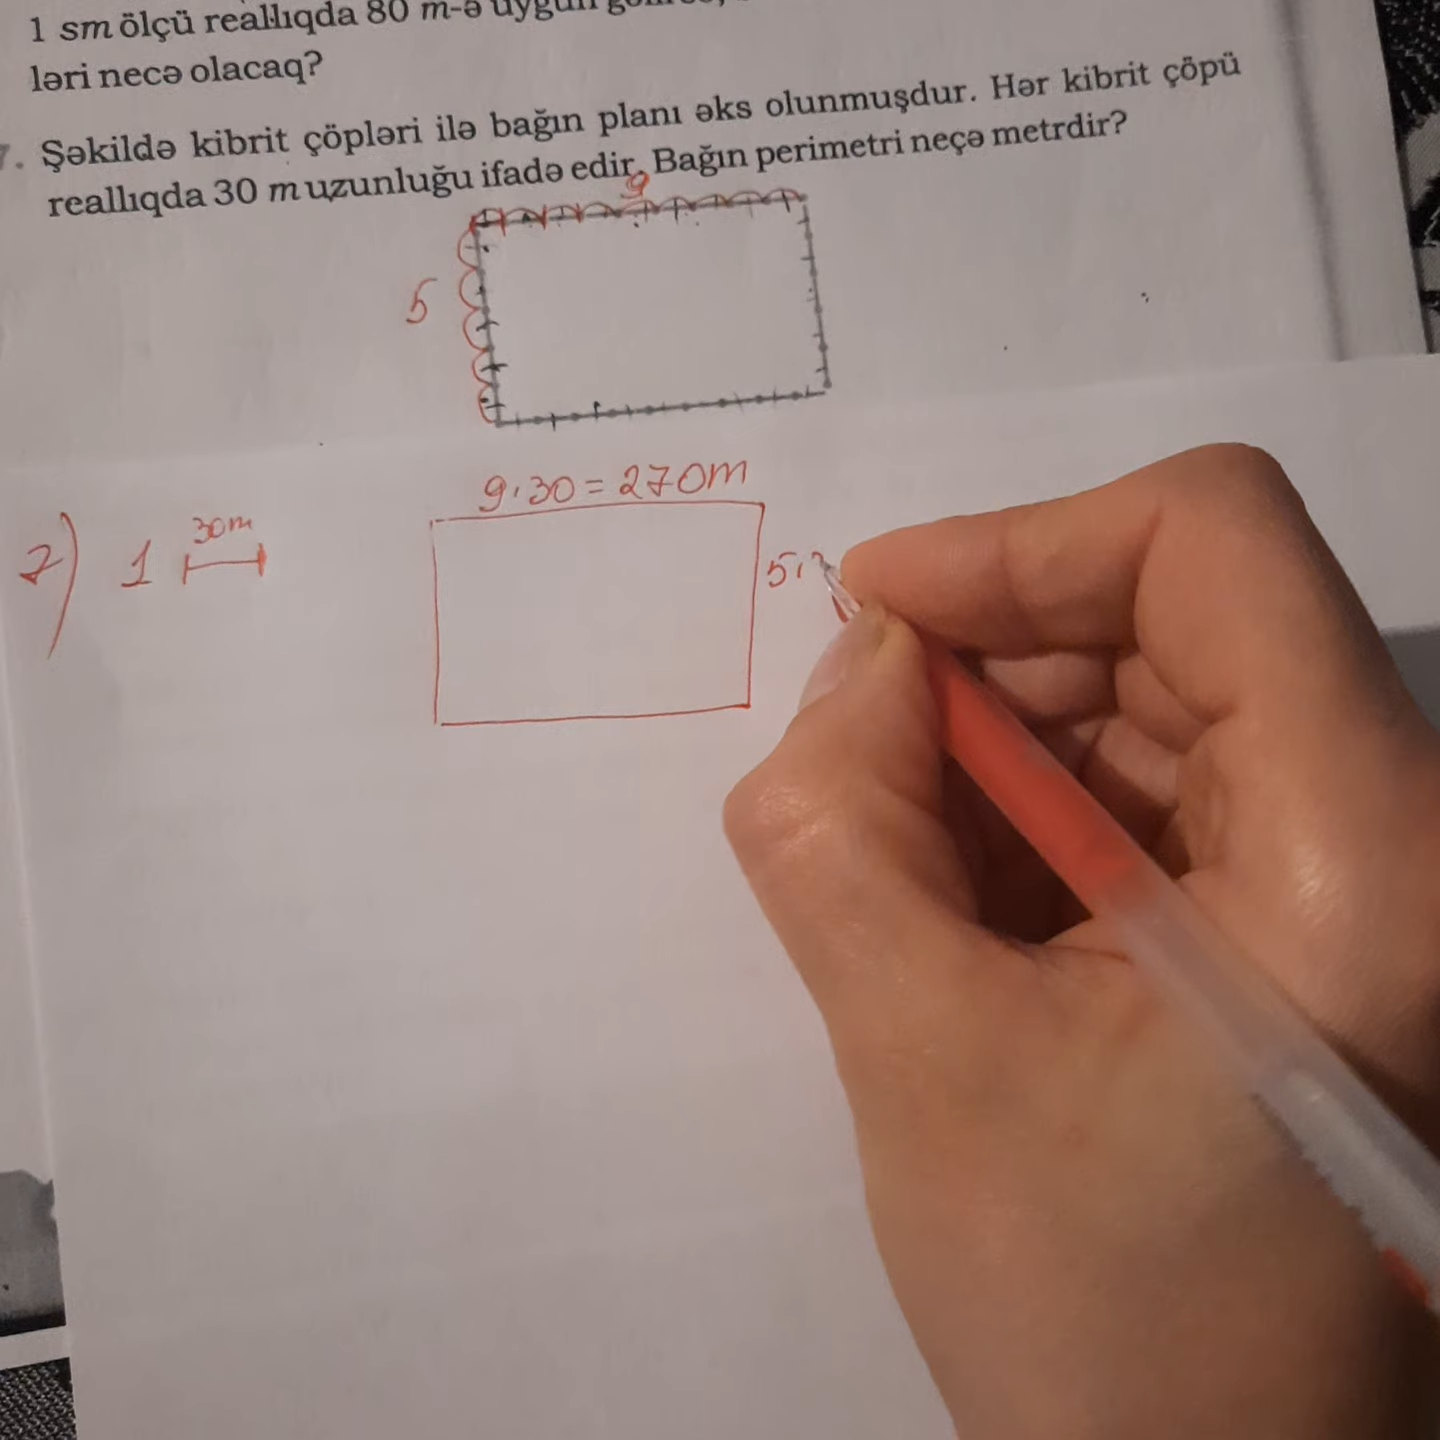 1 sm ölçü reallıqda 80 m-ə uyğun
ləri necə olacaq?
7. Şəkildə kibrit çöpləri ilə bağın planı əks olunmuşdur. Hər kibrit çöpü
reallıqda 30 m uzunluğu ifadə edir. Bağın perimetri neçə metrdir?
9
5
9·30=270m
7) 1 30m
5·